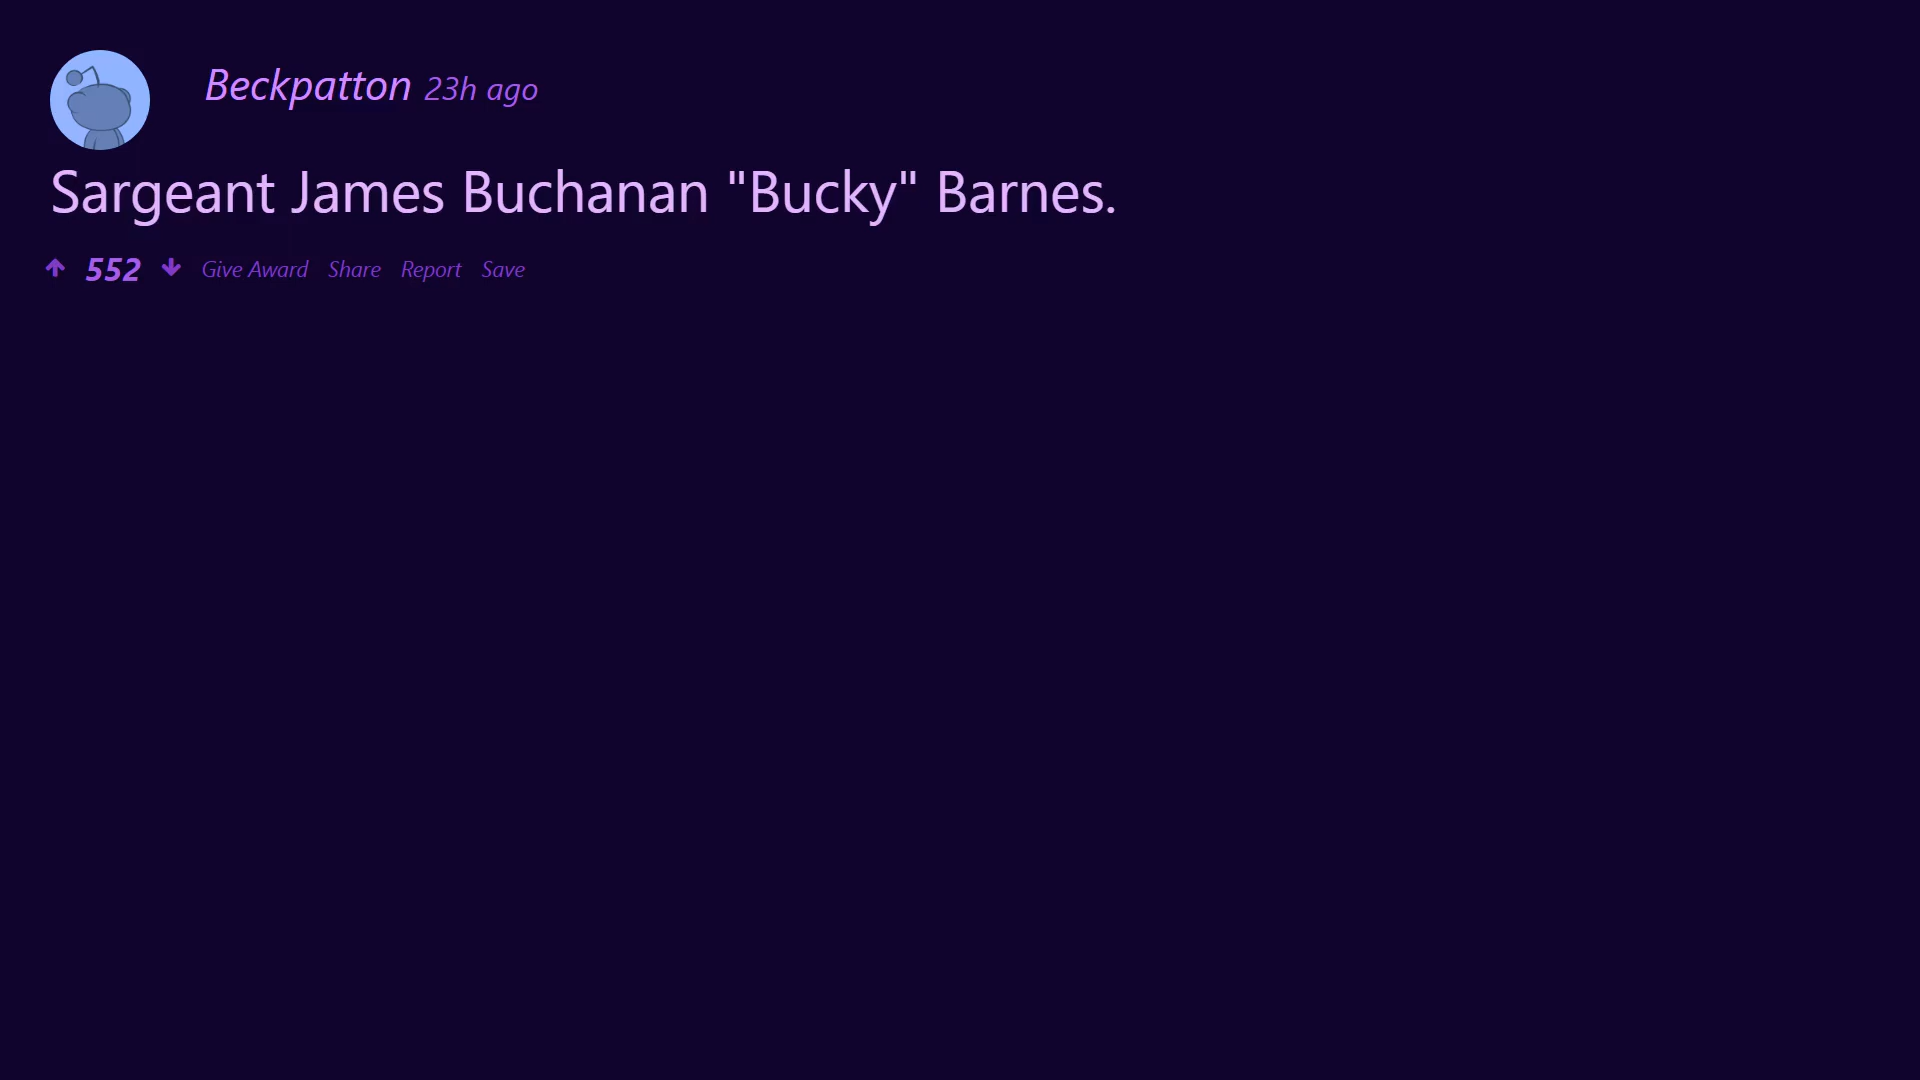 Beckpatton 23h ago
Sargeant James Buchanan "Bucky" Barnes.
552 Give Award Share Report Save